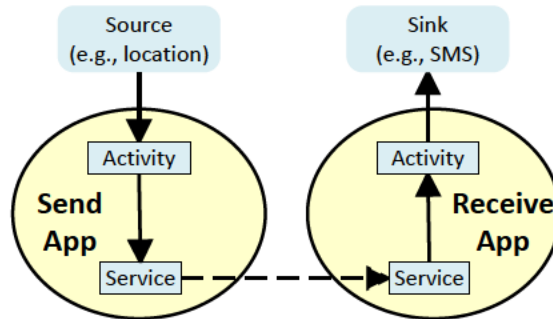 Source
(e.g., location)
Sink
(e.g., SMS)
Activity
Send
App
Service
Activity
Receive
App
Service